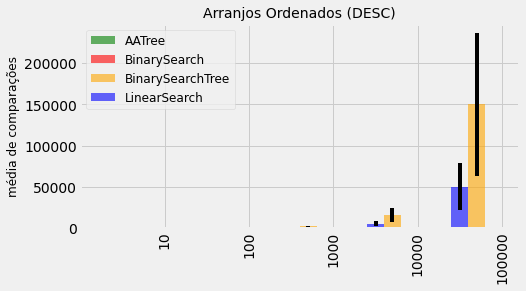 Arranjos Ordenados (DESC)
AATree
BinarySearch
BinarySearchTree
LinearSearch
média de comparações
200000
150000
100000
50000
0
10
100
1000
10000
100000